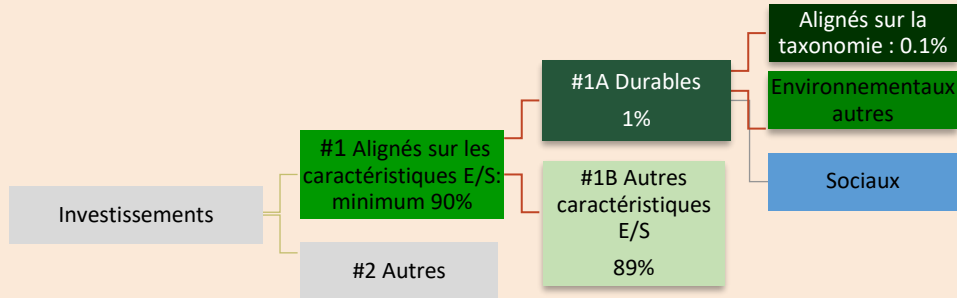 Investissements
#1 Alignés sur les
caractéristiques E/S:
minimum 90%
#2 Autres
#1A Durables
1%
#1B Autres
caractéristiques
E/S
89%
Alignés sur la
taxonomie : 0.1%
Environnementaux
autres
Sociaux